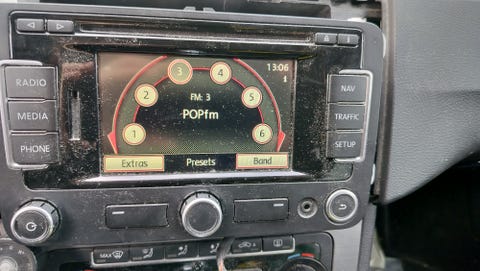 RADIO
MEDIA
PHONE
1
2
3
4
5
6
13:06
i
FM: 3
POPfm
Extras
Presets
Band
NAV
TRAFFIC
SETUP
MAX
A/C